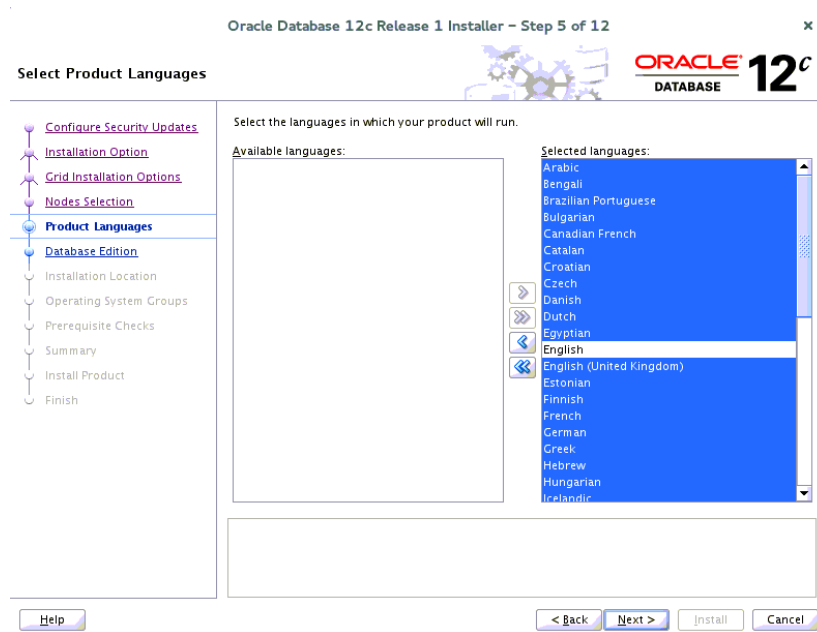 Oracle Database 12c Release 1 Installer – Step 5 of 12
Select Product Languages
ORACLE
DATABASE
12c
Configure Security Updates
Installation Option
Grid Installation Options
Nodes Selection
Product Languages
Database Edition
Installation Location
Operating System Groups
Prerequisite Checks
Summary
Install Product
Finish
Select the languages in which your product will run.
Available languages:
Selected languages:
Arabic
Bengali
Brazilian Portuguese
Bulgarian
Canadian French
Catalan
Croatian
Czech
Danish
Dutch
Egyptian
English
English (United Kingdom)
Estonian
Finnish
French
German
Greek
Hebrew
Hungarian
Icelandic
Help
< Back
Next >
Install
Cancel